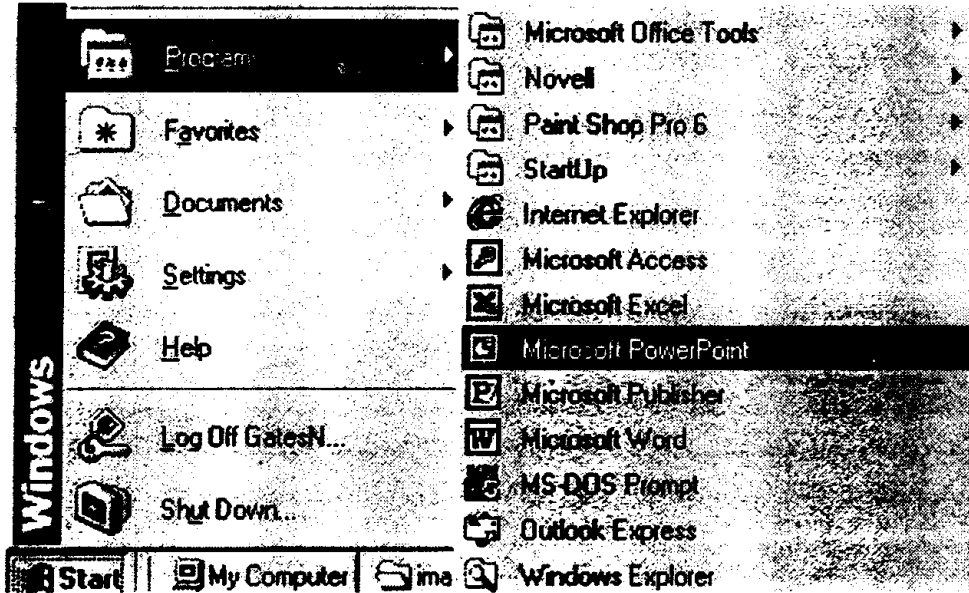 Programs
Favorites
Documents
Settings
Help
Log Off GatesN...
Shut Down...
Windows
Start
My Computer
ima
Microsoft Office Tools
Novell
Paint Shop Pro 6
StartUp
Internet Explorer
Microsoft Access
Microsoft Excel
Microsoft PowerPoint
Microsoft Publisher
Microsoft Word
MS-DOS Prompt
Outlook Express
Windows Explorer